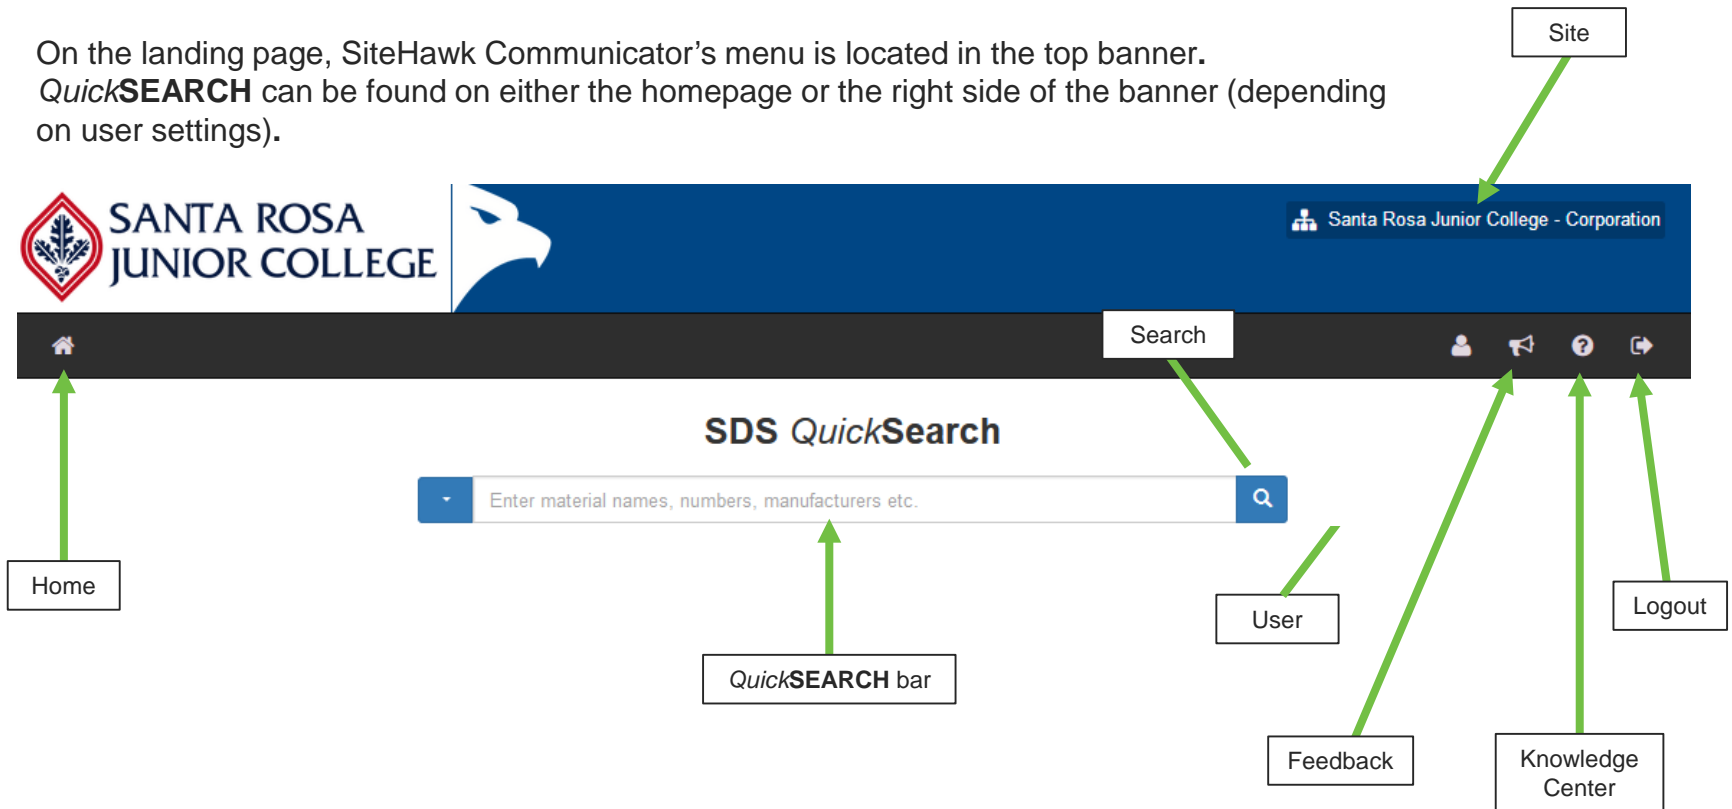 Site
On the landing page, SiteHawk Communicator’s menu is located in the top banner.
QuickSEARCH can be found on either the homepage or the right side of the banner (depending
on user settings).
SANTA ROSA
JUNIOR COLLEGE
Santa Rosa Junior College - Corporation
Search
SDS QuickSearch
Enter material names, numbers, manufacturers etc.
Home
User
Logout
QuickSEARCH bar
Feedback
Knowledge
Center